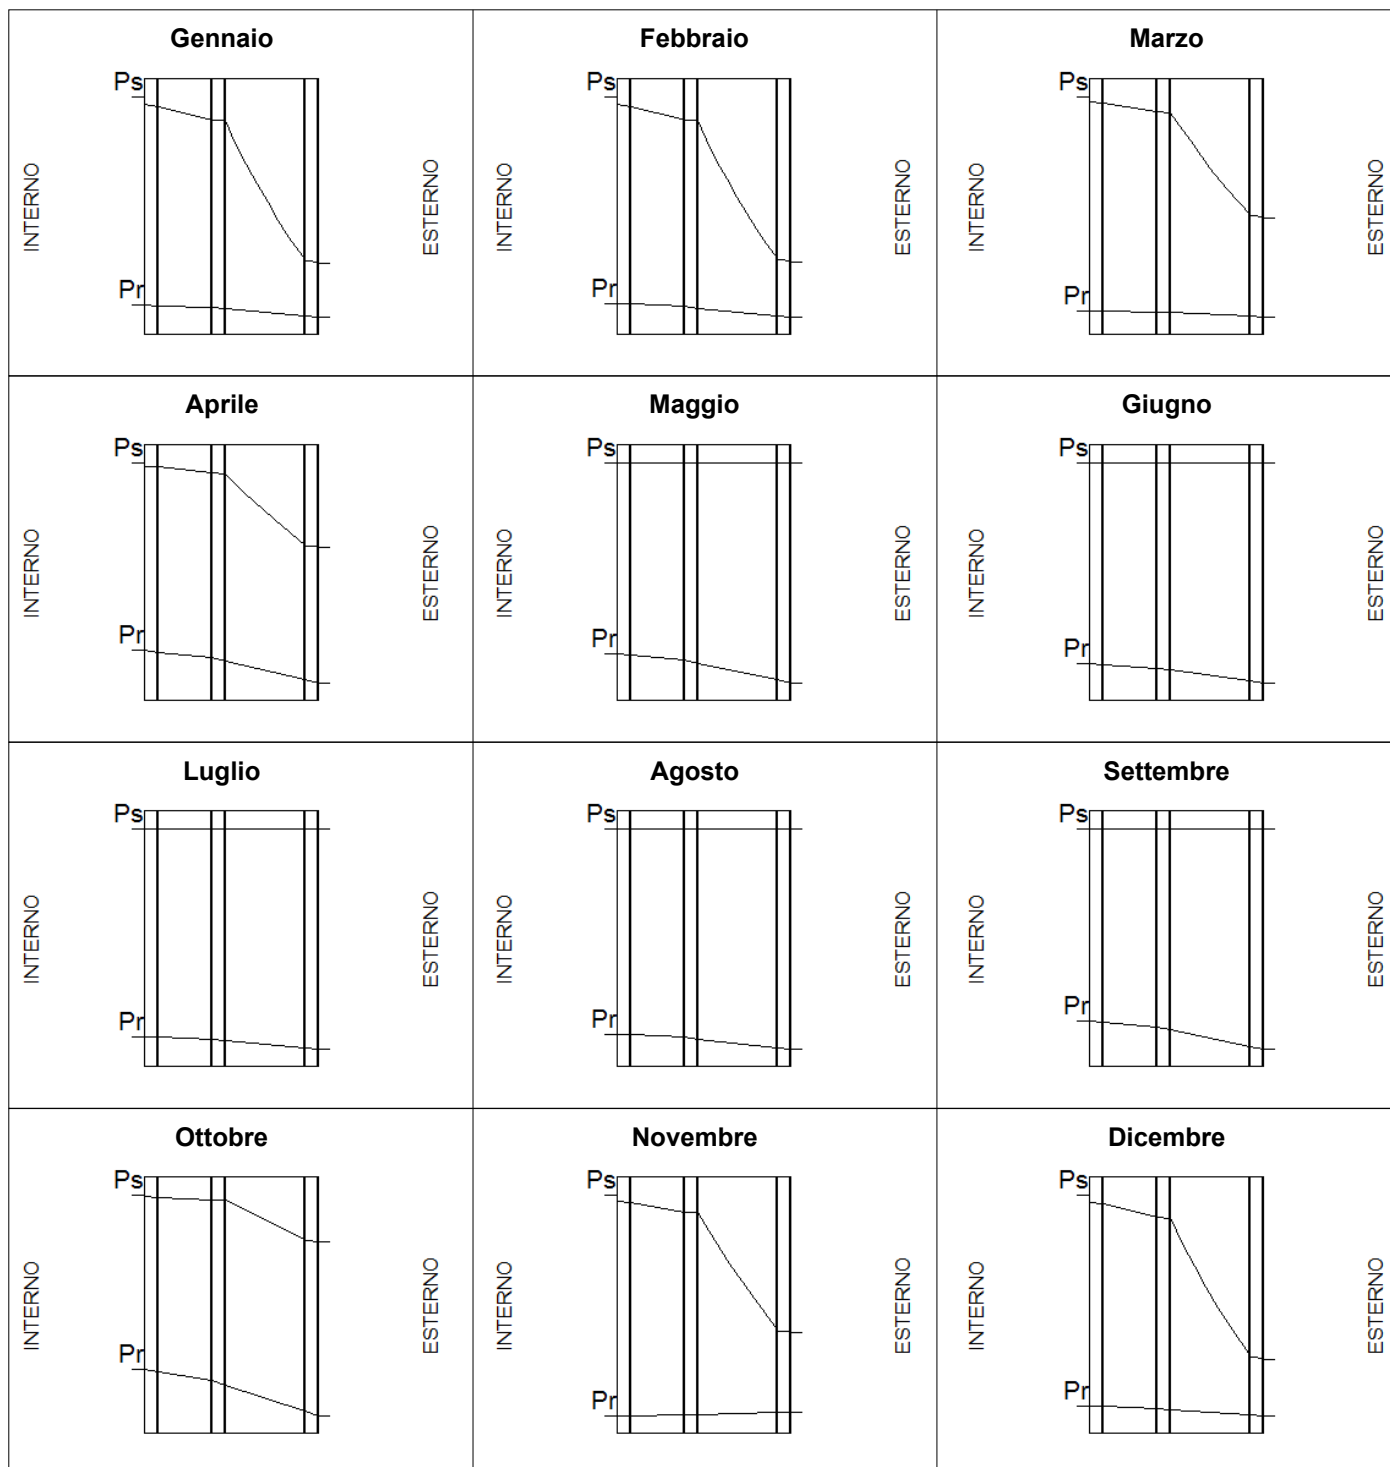 Gennaio
Ps
INTERNO
ESTERNO
Pr
Febbraio
Ps
INTERNO
ESTERNO
Pr
Marzo
Ps
INTERNO
ESTERNO
Pr
Aprile
Ps
INTERNO
ESTERNO
Pr
Maggio
Ps
INTERNO
ESTERNO
Pr
Giugno
Ps
INTERNO
ESTERNO
Pr
Luglio
Ps
INTERNO
ESTERNO
Pr
Agosto
Ps
INTERNO
ESTERNO
Pr
Settembre
Ps
INTERNO
ESTERNO
Pr
Ottobre
Ps
INTERNO
ESTERNO
Pr
Novembre
Ps
INTERNO
ESTERNO
Pr
Dicembre
Ps
INTERNO
ESTERNO
Pr